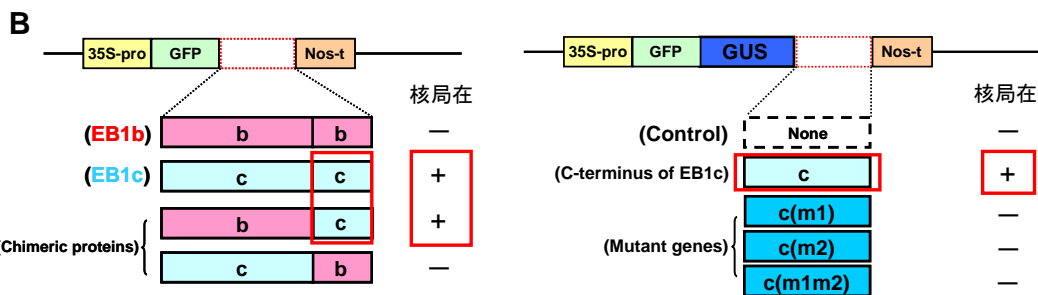 B
35S-pro GFP Nos-t
核局在
(EB1b) b b −
(EB1c) c c +
b c +
(Chimeric proteins)
c b −
35S-pro GFP GUS Nos-t
核局在
(Control) None −
(C-terminus of EB1c) c +
c(m1) −
(Mutant genes) c(m2) −
c(m1m2) −